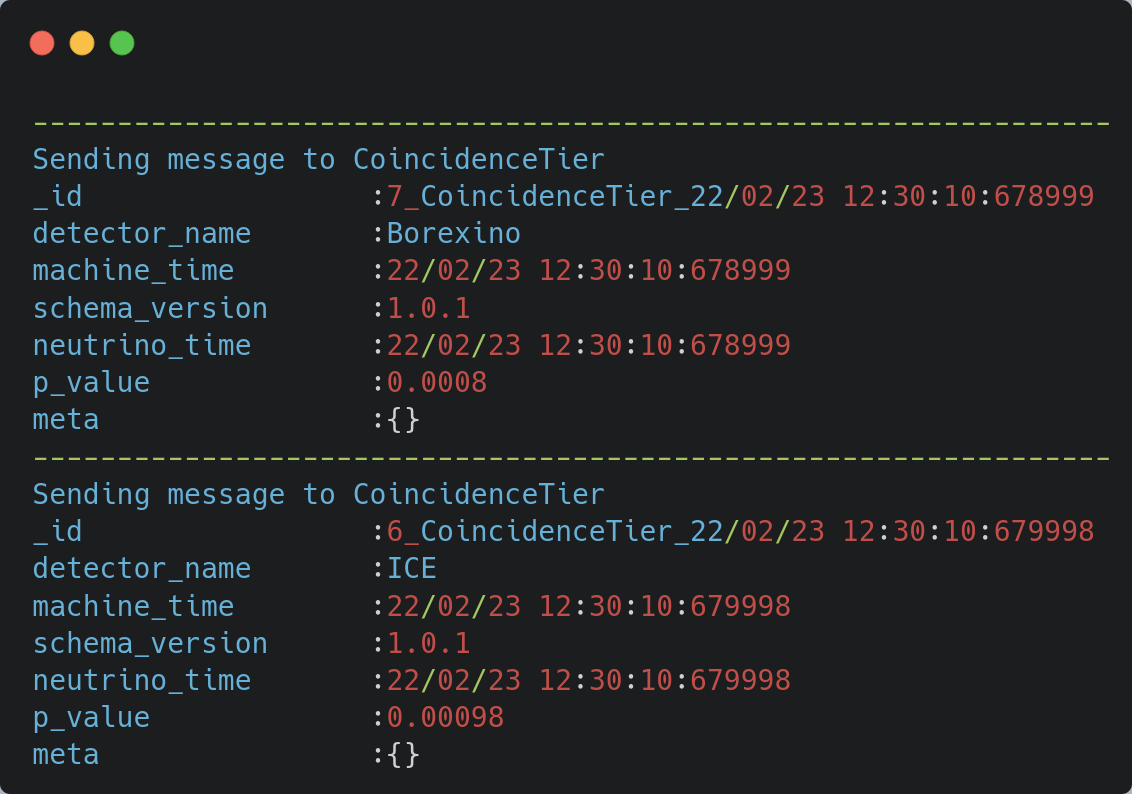 ----------------------------------------------------------------
Sending message to CoincidenceTier
_id                 :7_CoincidenceTier_22/02/23 12:30:10:678999
detector_name       :Borexino
machine_time        :22/02/23 12:30:10:678999
schema_version      :1.0.1
neutrino_time       :22/02/23 12:30:10:678999
p_value             :0.0008
meta                :{}
----------------------------------------------------------------
Sending message to CoincidenceTier
_id                 :6_CoincidenceTier_22/02/23 12:30:10:679998
detector_name       :ICE
machine_time        :22/02/23 12:30:10:679998
schema_version      :1.0.1
neutrino_time       :22/02/23 12:30:10:679998
p_value             :0.00098
meta                :{}